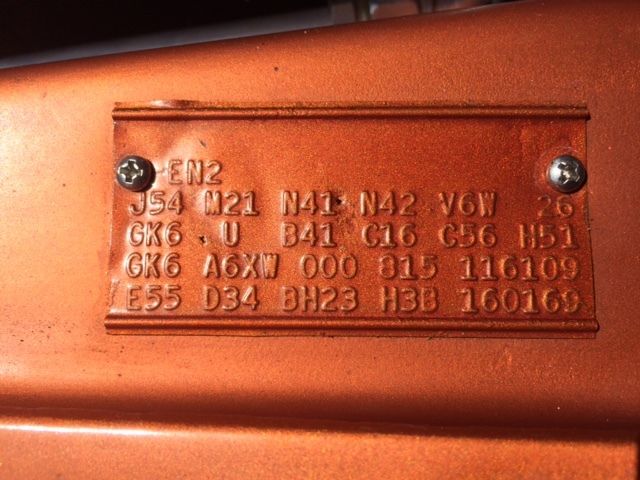 EN2
J54 M21 N41 N42 V6W 26
GK6 U B41 C16 C56 H51
GK6 A6XW 000 815 116109
E55 D34 BH23 H3B 160169